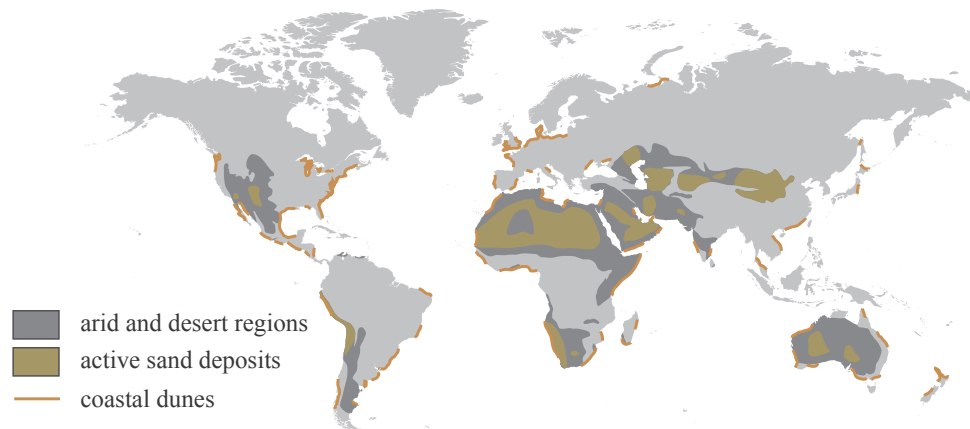 arid and desert regions
active sand deposits
coastal dunes